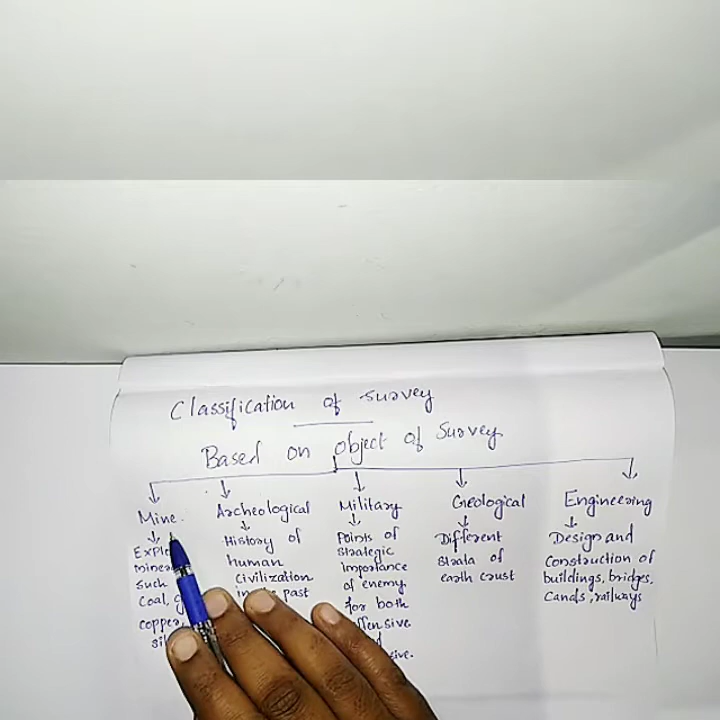 Classification of Survey
Based on object of Survey
Mine.
such
Coal,
copper,
Archeological
History of
human
Civilization
past
Military
Points of
Strategic
Importance
of enemy
for both
Geological
Different
strata of
earth crust
Engineering
Design and
Construction of
buildings, bridges,
Canals, railways